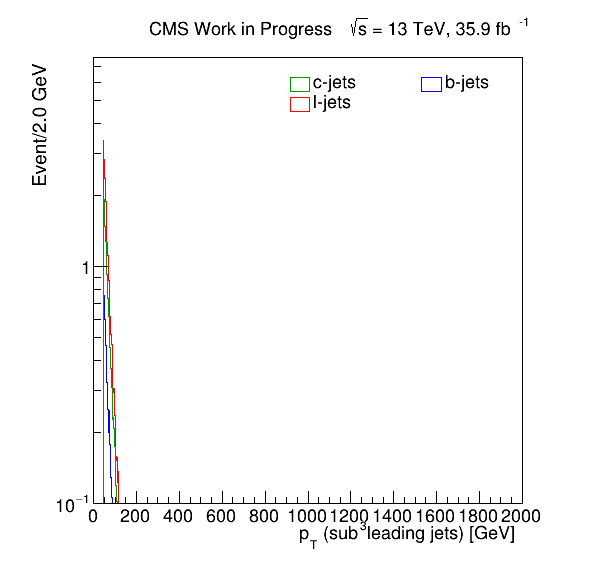 CMS Work in Progress √s = 13 TeV, 35.9 fb⁻¹
Event/2.0 GeV
c-jets b-jets
l-jets
1
10⁻¹
0 200 400 600 800 1000 1200 1400 1600 1800 2000
p_T (sub³leading jets) [GeV]